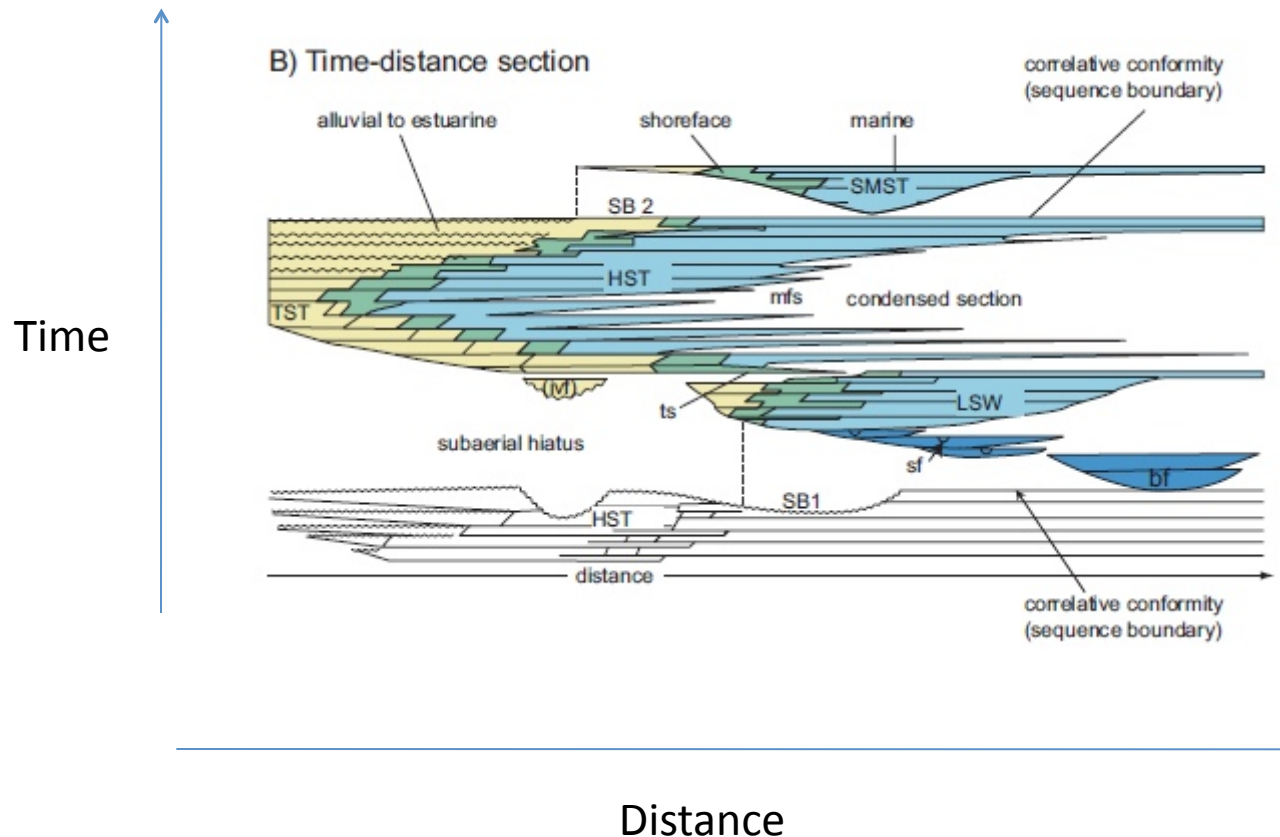 B) Time-distance section
correlative conformity
(sequence boundary)
alluvial to estuarine
shoreface
marine
SMST
SB 2
HST
TST
mfs
condensed section
Time
(M)
ts
LSW
subaerial hiatus
sf
bf
SB1
HST
distance
correlative conformity
(sequence boundary)
Distance